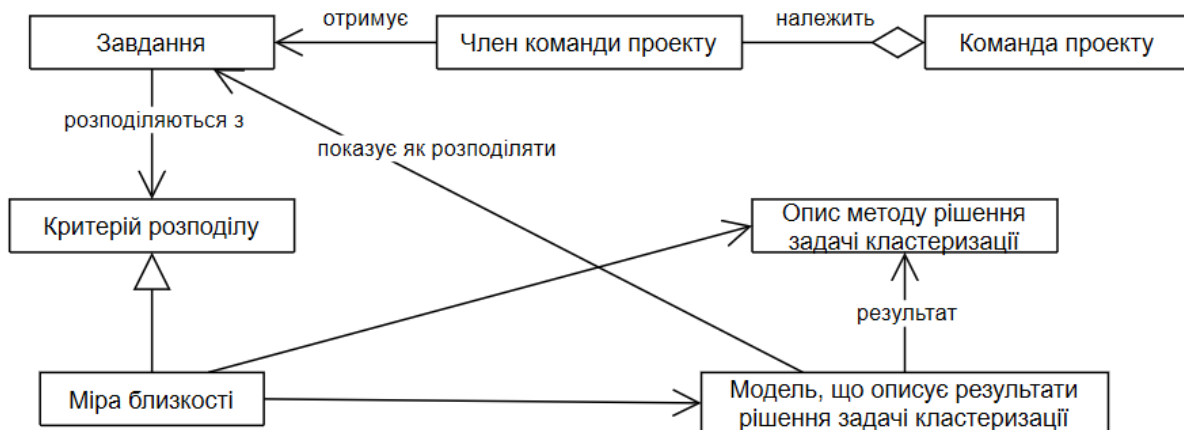 отримує
належить
Завдання
Член команди проекту
Команда проекту
розподіляються з
показує як розподіляти
Критерій розподілу
Опис методу рішення
задачі кластеризації
результат
Міра близкості
Модель, що описує результати
рішення задачі кластеризації